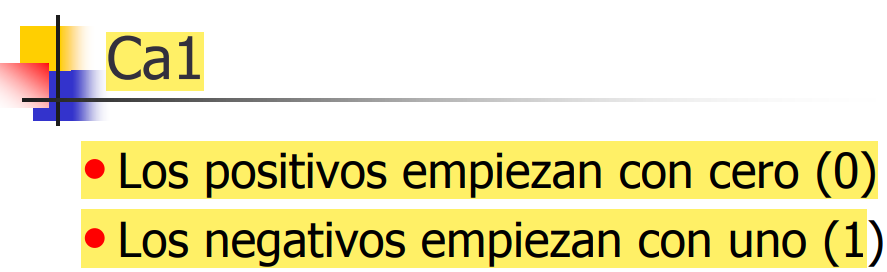 Ca1
• Los positivos empiezan con cero (0)
• Los negativos empiezan con uno (1)